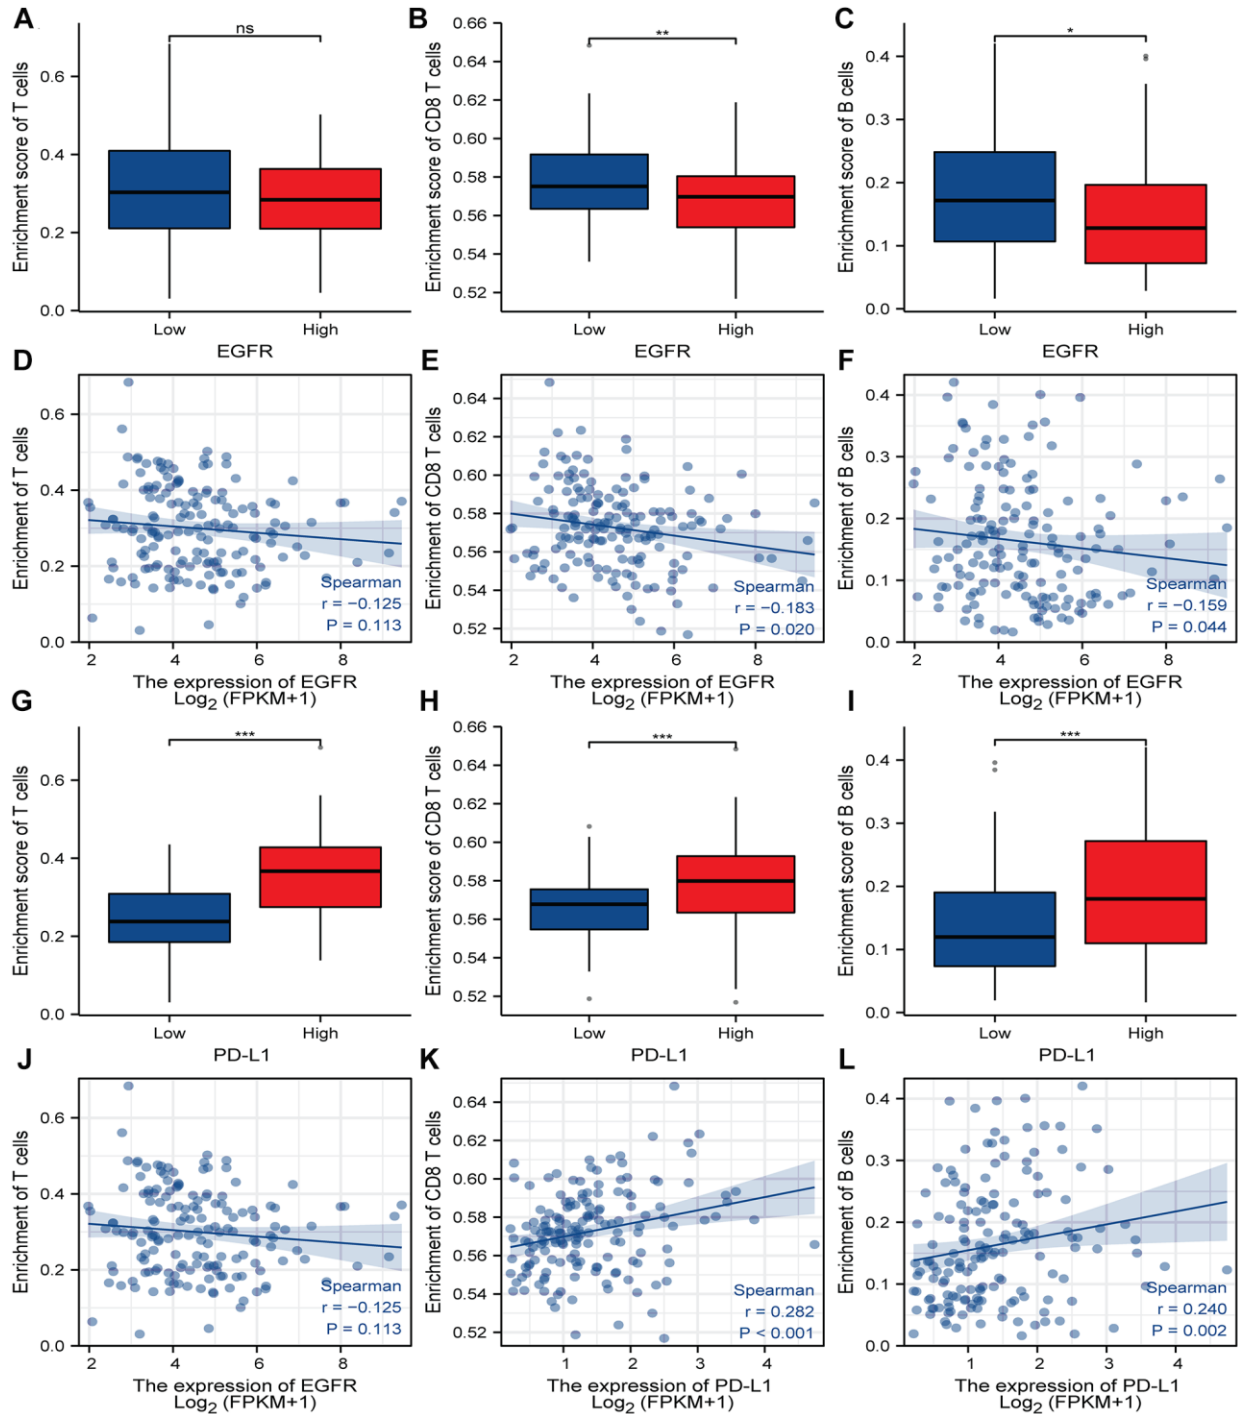 A
B
C
Enrichment score of T cells
0.6
0.4
0.2
0.0
ns
Low
High
EGFR
Enrichment score of CD8 T cells
0.66
0.64
0.62
0.60
0.58
0.56
0.54
0.52
**
Low
High
EGFR
Enrichment score of B cells
0.4
0.3
0.2
0.1
0.0
*
Low
High
EGFR
D
E
F
Enrichment of T cells
0.6
0.4
0.2
0.0
Spearman
r = −0.125
P = 0.113
2
4
6
8
The expression of EGFR
Log2 (FPKM+1)
Enrichment of CD8 T cells
0.64
0.62
0.60
0.58
0.56
0.54
0.52
Spearman
r = −0.183
P = 0.020
2
4
6
8
The expression of EGFR
Log2 (FPKM+1)
Enrichment of B cells
0.4
0.3
0.2
0.1
0.0
Spearman
r = −0.159
P = 0.044
2
4
6
8
The expression of EGFR
Log2 (FPKM+1)
G
H
I
Enrichment score of T cells
0.6
0.4
0.2
0.0
***
Low
High
PD-L1
Enrichment score of CD8 T cells
0.66
0.64
0.62
0.60
0.58
0.56
0.54
0.52
***
Low
High
PD-L1
Enrichment score of B cells
0.4
0.3
0.2
0.1
0.0
***
Low
High
PD-L1
J
K
L
Enrichment of T cells
0.6
0.4
0.2
0.0
Spearman
r = −0.125
P = 0.113
2
4
6
8
The expression of EGFR
Log2 (FPKM+1)
Enrichment of CD8 T cells
0.64
0.62
0.60
0.58
0.56
0.54
0.52
Spearman
r = 0.282
P < 0.001
1
2
3
4
The expression of PD-L1
Log2 (FPKM+1)
Enrichment of B cells
0.4
0.3
0.2
0.1
0.0
Spearman
r = 0.240
P = 0.002
1
2
3
4
The expression of PD-L1
Log2 (FPKM+1)